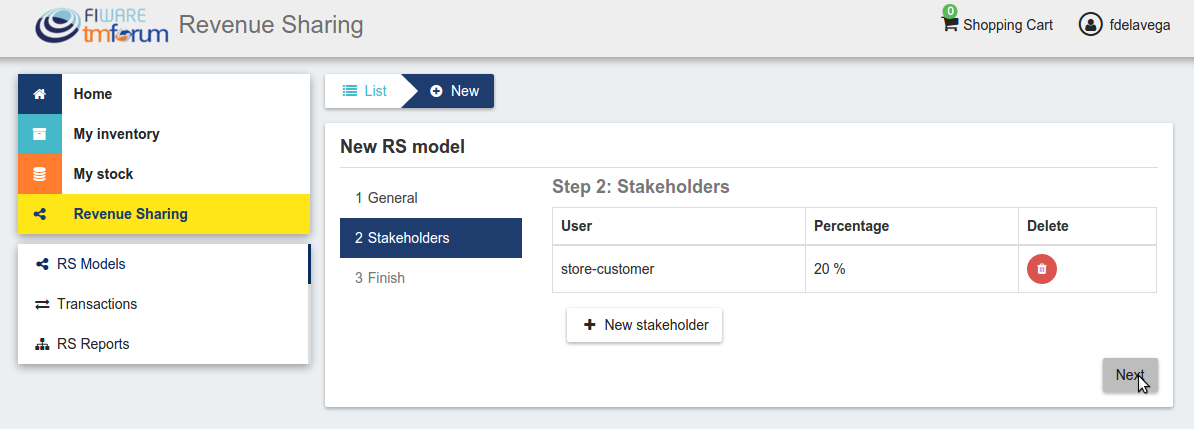 FIWARE
tmforum
Revenue Sharing
0
Shopping Cart
fdelavega
Home
My inventory
My stock
Revenue Sharing
RS Models
Transactions
RS Reports
List
New
New RS model
1 General
2 Stakeholders
3 Finish
Step 2: Stakeholders
User Percentage Delete
store-customer 20 %
New stakeholder
Next